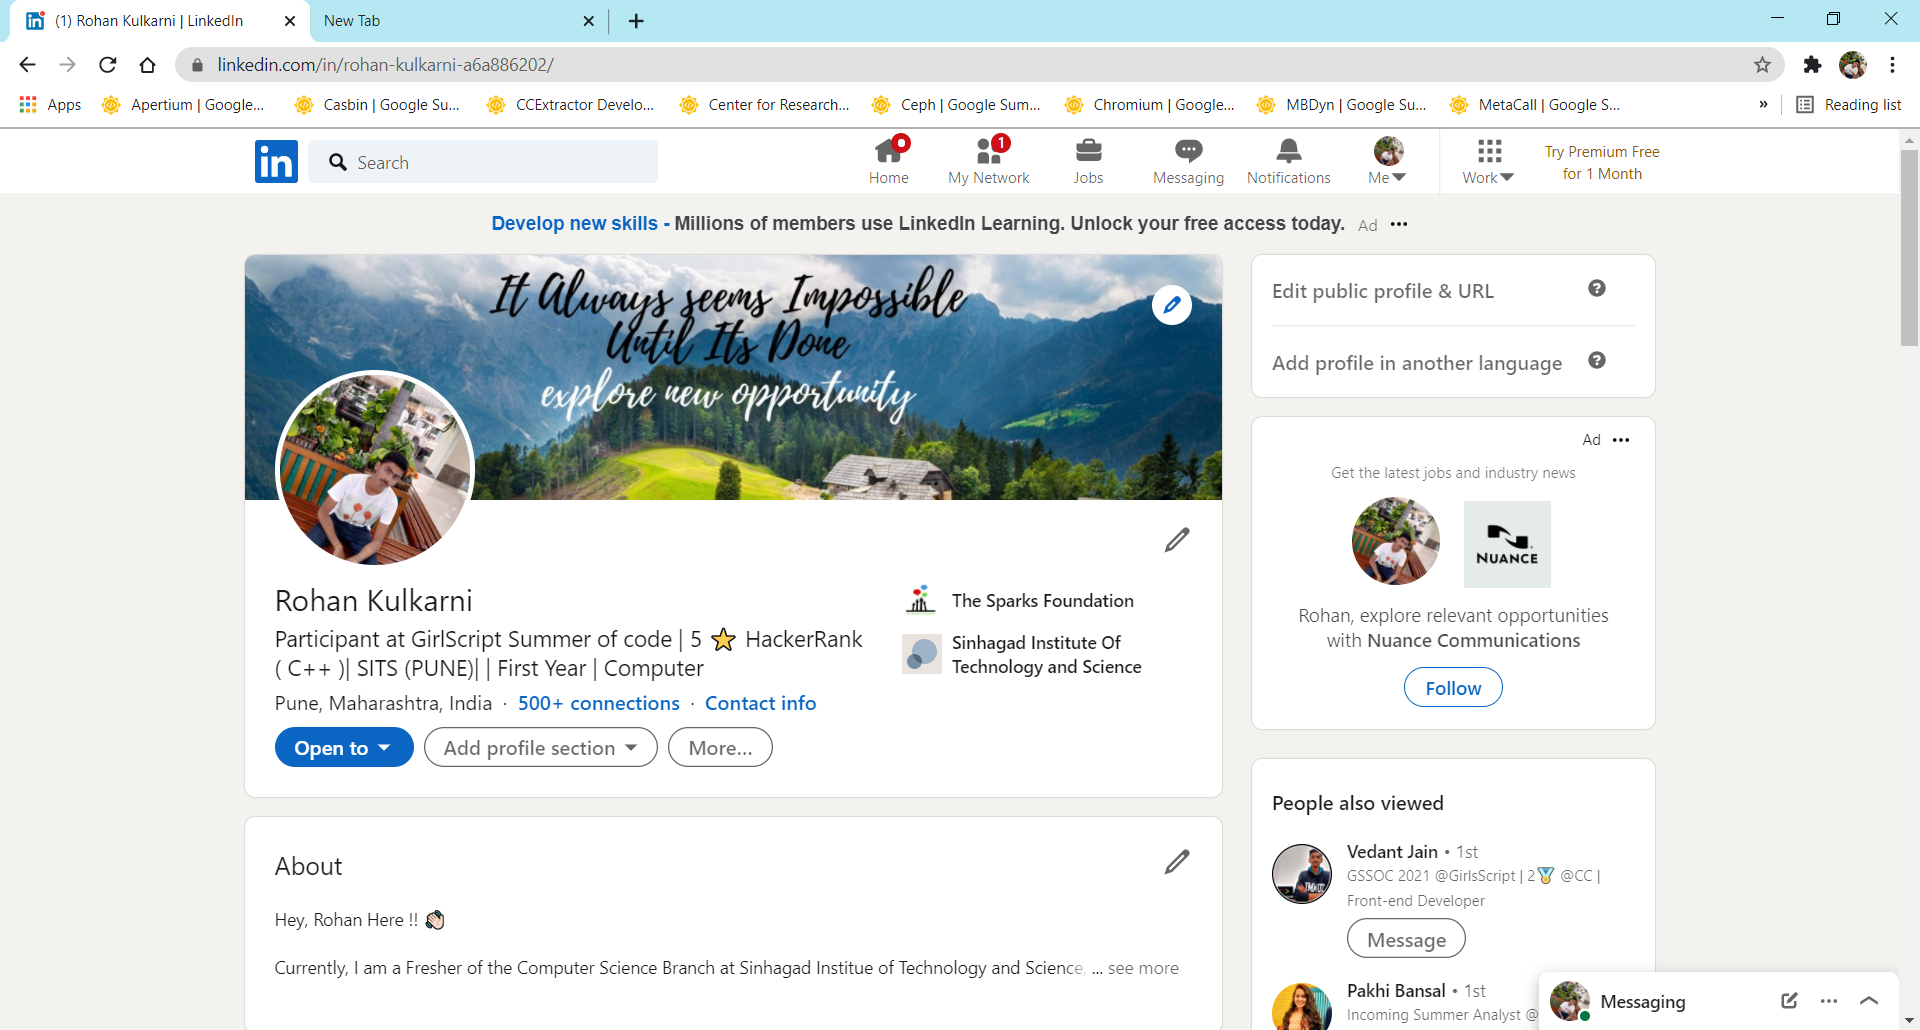 (1) Rohan Kulkarni | LinkedIn
New Tab
linkedin.com/in/rohan-kulkarni-a6a886202/
Apps
Apertium | Google...
Casbin | Google Su...
CCExtractor Develo...
Center for Research...
Ceph | Google Sum...
Chromium | Google...
MBDyn | Google Su...
MetaCall | Google S...
»
Reading list
in
Search
Home
1
My Network
Jobs
Messaging
Notifications
Me
Work
Try Premium Free
for 1 Month
Develop new skills - Millions of members use LinkedIn Learning. Unlock your free access today. Ad ...
It Always seems Impossible
Until Its Done
explore new opportunity
Rohan Kulkarni
Participant at GirlScript Summer of code | 5 ⭐ HackerRank
( C++ )| SITS (PUNE)| | First Year | Computer
Pune, Maharashtra, India · 500+ connections · Contact info
Open to
Add profile section
More...
The Sparks Foundation
Sinhagad Institute Of
Technology and Science
About
Hey, Rohan Here !! 👏🏻
Currently, I am a Fresher of the Computer Science Branch at Sinhagad Institue of Technology and Science, ... see more
Edit public profile & URL
Add profile in another language
Ad ...
Get the latest jobs and industry news
NUANCE
Rohan, explore relevant opportunities
with Nuance Communications
Follow
People also viewed
Vedant Jain • 1st
GSSOC 2021 @GirlsScript | 2🏅 @CC |
Front-end Developer
Message
Pakhi Bansal • 1st
Incoming Summer Analyst @
Messaging